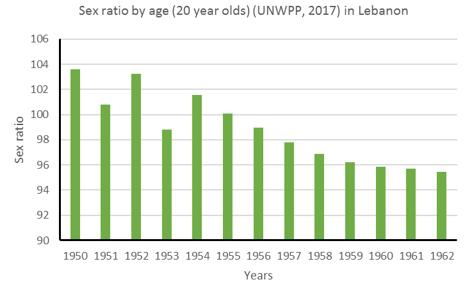 Sex ratio by age (20 year olds) (UNWPP, 2017) in Lebanon
106
104
102
100
98
96
94
92
90
Sex ratio
1950 1951 1952 1953 1954 1955 1956 1957 1958 1959 1960 1961 1962
Years